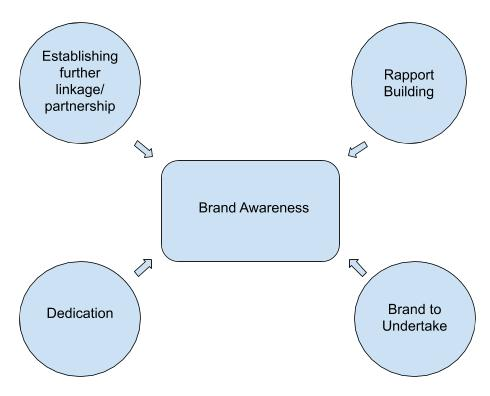 Establishing
further
linkage/
partnership
Rapport
Building
Brand Awareness
Dedication
Brand to
Undertake